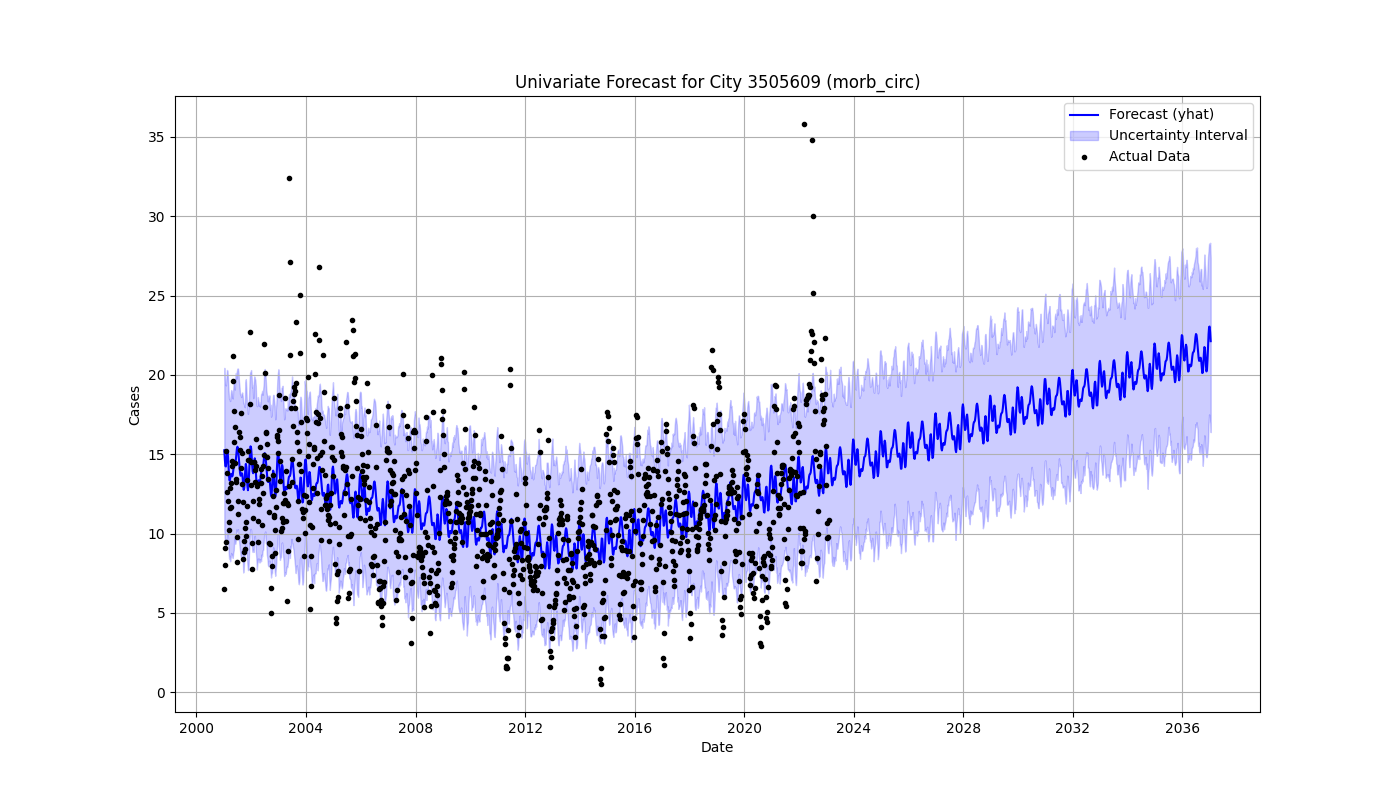 Univariate Forecast for City 3505609 (morb_circ)
Forecast (yhat)
Uncertainty Interval
Actual Data
Cases
35
30
25
20
15
10
5
0
2000 2004 2008 2012 2016 2020 2024 2028 2032 2036
Date